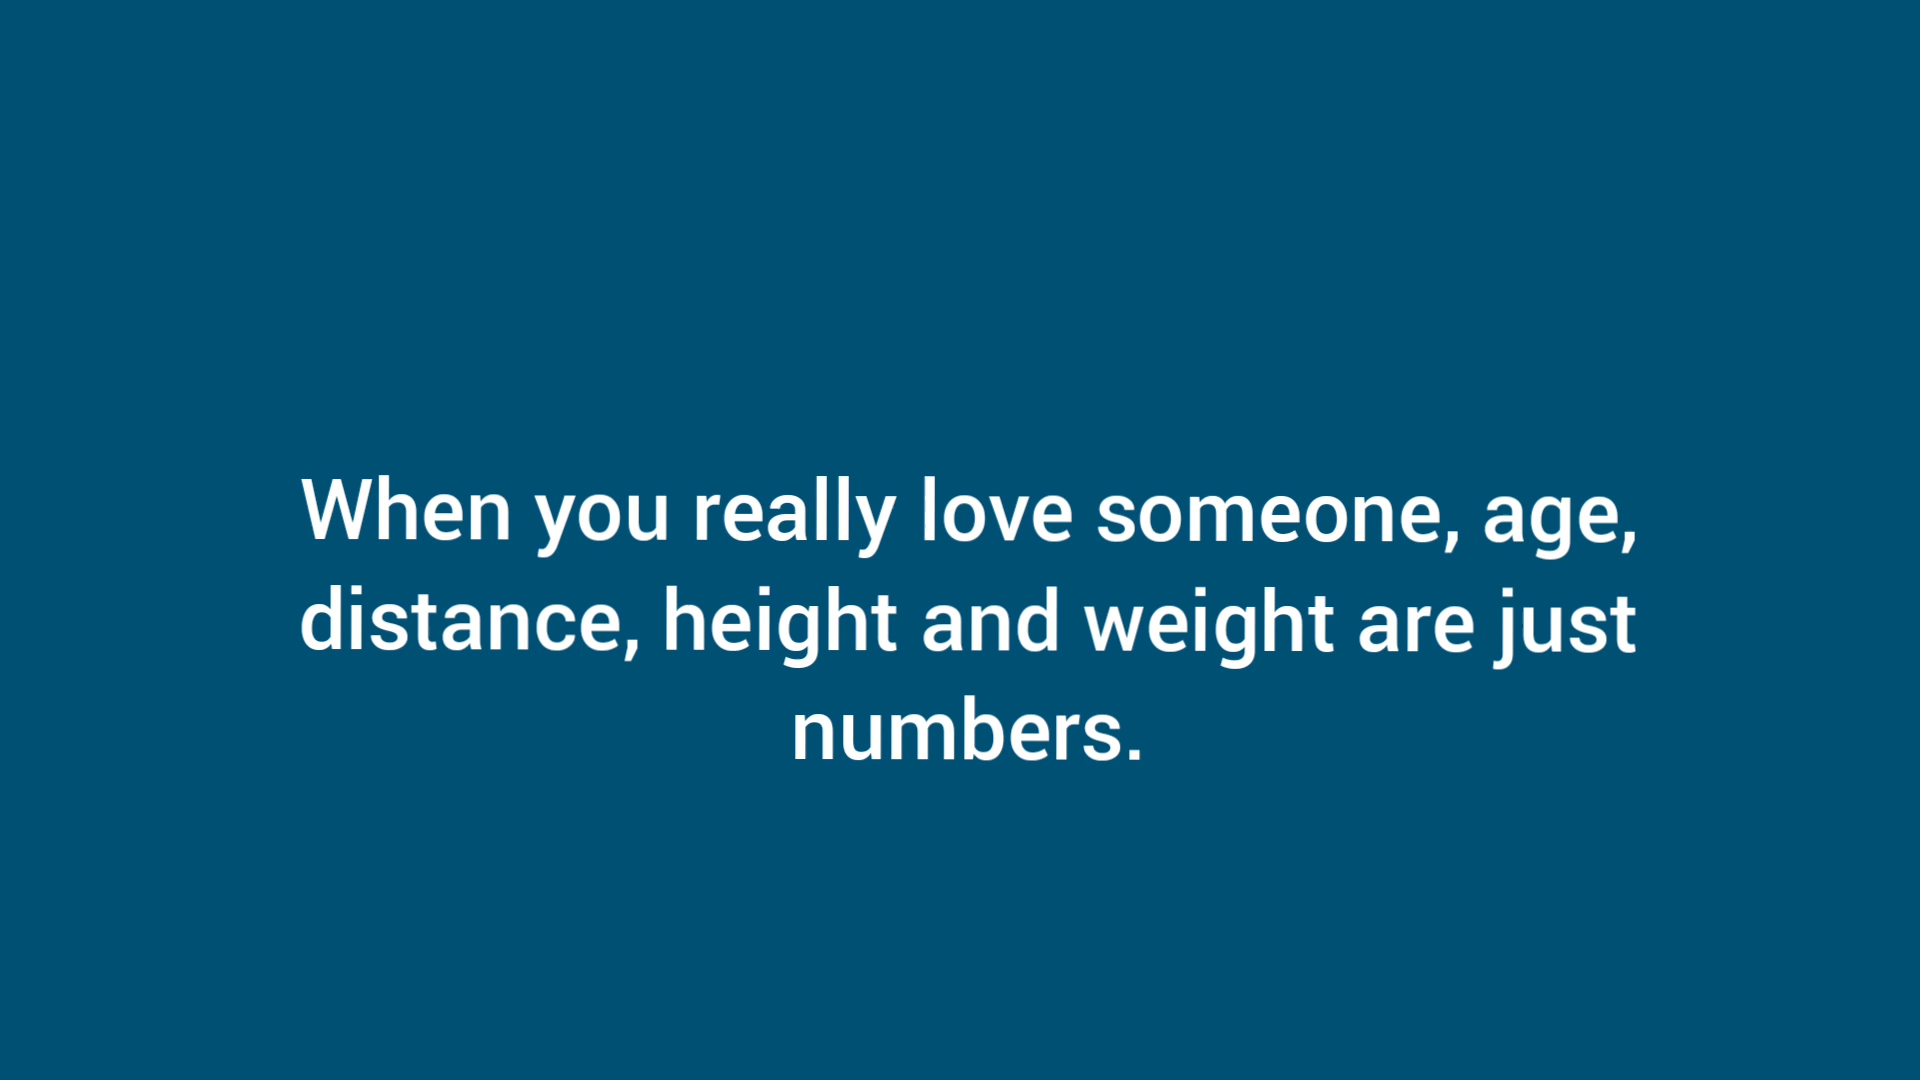 When you really love someone, age,
distance, height and weight are just
numbers.